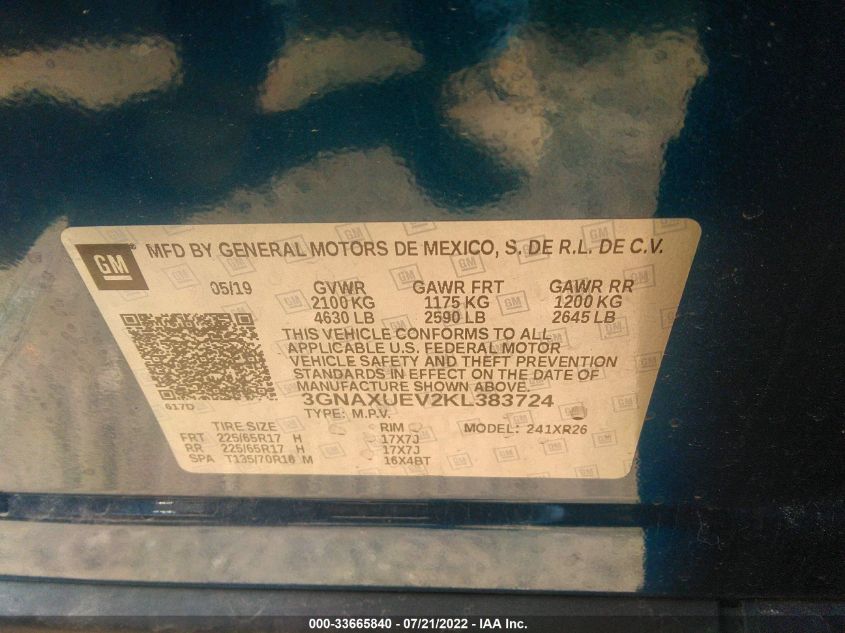 GM
MFD BY GENERAL MOTORS DE MEXICO, S. DE R.L. DE C.V.
05/19 GVWR GAWR FRT GAWR RR
2100 KG 1175 KG 1200 KG
4630 LB 2590 LB 2645 LB
THIS VEHICLE CONFORMS TO ALL
APPLICABLE U.S. FEDERAL MOTOR
VEHICLE SAFETY AND THEFT PREVENTION
STANDARDS IN EFFECT ON THE DATE OF
MANUFACTURE SHOWN ABOVE.
617D 3GNAXUEV2KL383724
TYPE: M.P.V. MODEL: 241XR26
TIRE SIZE RIM
FRT 225/65R17 H 17X7J
RR 225/65R17 H 17X7J
SPA T135/70R16 M 16X4BT
000-33665840 / 07/21/2022 - IAA Inc.